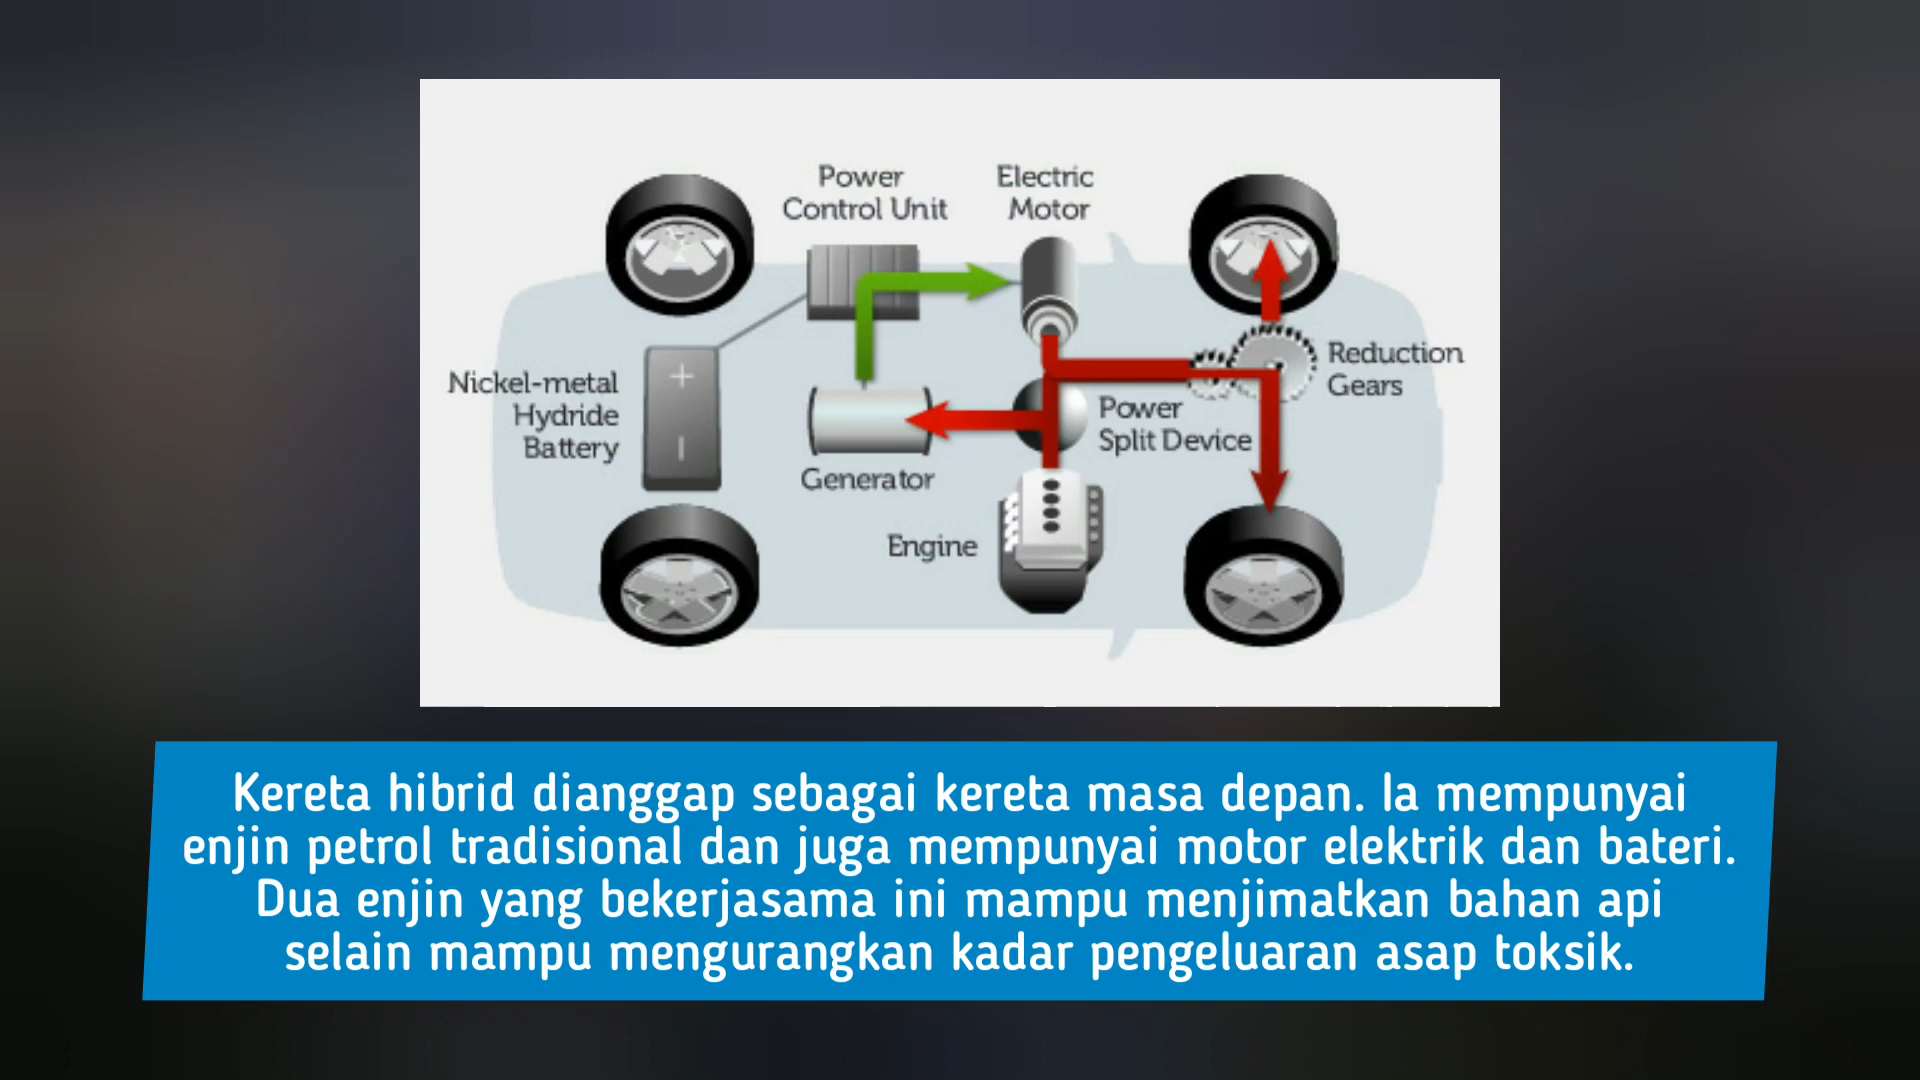 Power
Control Unit
Electric
Motor
Nickel-metal
Hydride
Battery
+
Generator
Engine
Power
Split Device
Reduction
Gears
Kereta hibrid dianggap sebagai kereta masa depan. Ia mempunyai
enjin petrol tradisional dan juga mempunyai motor elektrik dan bateri.
Dua enjin yang bekerjasama ini mampu menjimatkan bahan api
selain mampu mengurangkan kadar pengeluaran asap toksik.